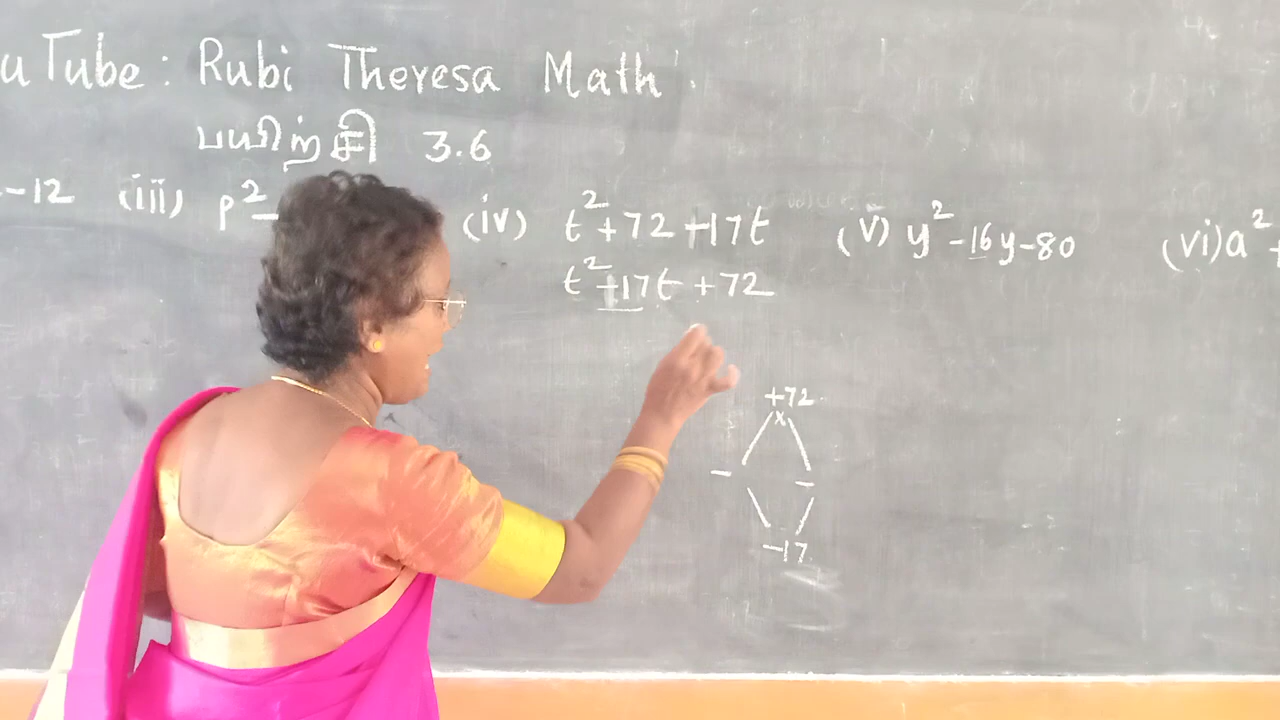 uTube: Rubi Theresa Math
பயிற்சி 3.6
-12 (iii) p²- (iv) t²+72-17t (v) y²-16y-80 (vi) a²+
t²-17t+72
+72
×
- -
-17